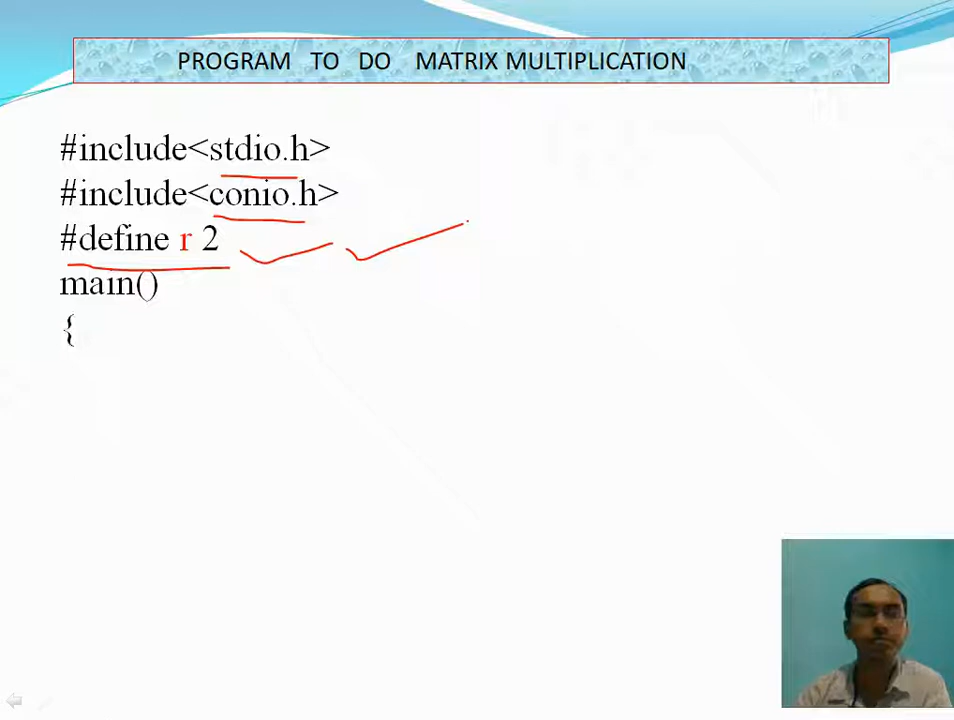 PROGRAM TO DO MATRIX MULTIPLICATION
#include<stdio.h>
#include<conio.h>
#define r 2
main()
{